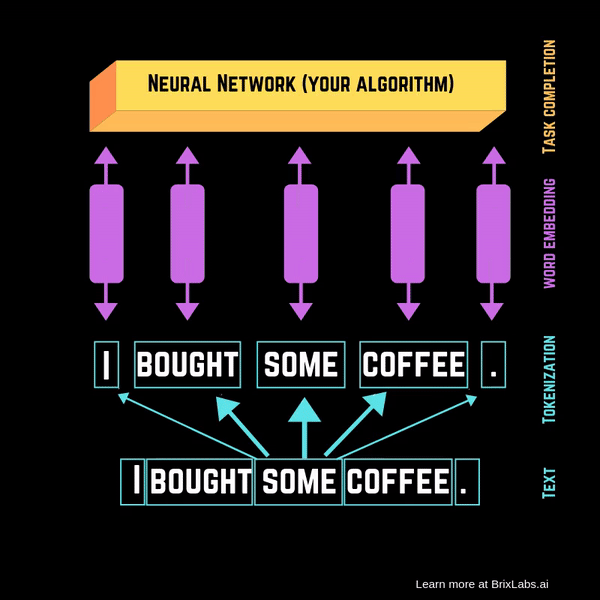 Neural Network (your algorithm)
Task completion
word embedding
I BOUGHT SOME COFFEE .
Tokenization
I BOUGHT SOME COFFEE .
Text
Learn more at BrixLabs.ai